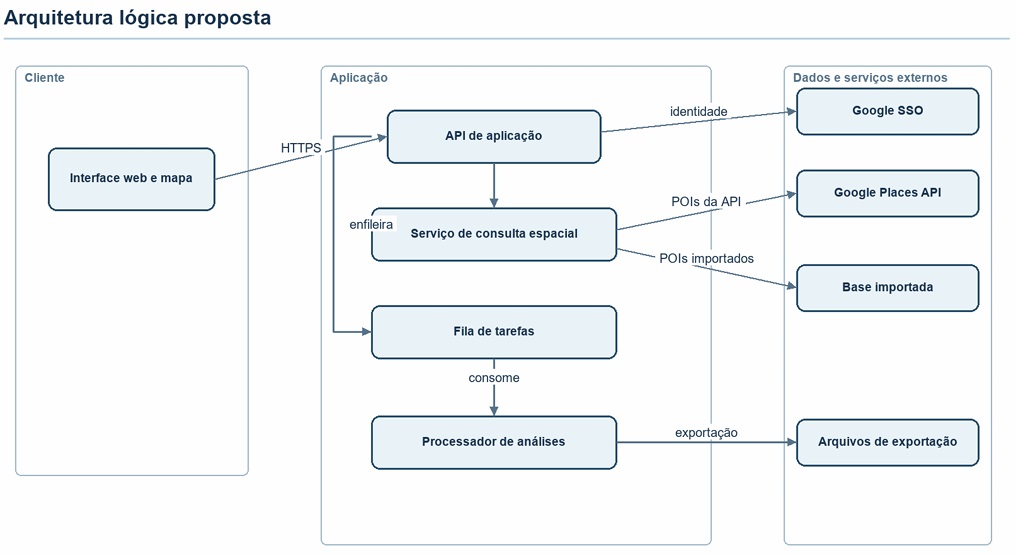 Arquitetura lógica proposta
Cliente
Aplicação
Dados e serviços externos
Google SSO
identidade
API de aplicação
HTTPS
Interface web e mapa
Google Places API
POIs da API
enfileira
Serviço de consulta espacial
POIs importados
Base importada
Fila de tarefas
consome
exportação
Processador de análises
Arquivos de exportação